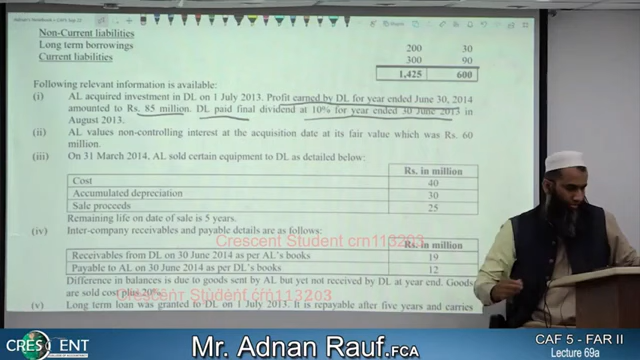 Non-Current liabilities
Long term borrowings 200 30
Current liabilities 300 90
1,425 600
Following relevant information is available:
(i) AL acquired investment in DL on 1 July 2013. Profit earned by DL for year ended June 30, 2014
amounted to Rs. 85 million. DL paid final dividend at 10% for year ended 30 June 2013 in
August 2013.
(ii) AL values non-controlling interest at the acquisition date at its fair value which was Rs. 60
million.
(iii) On 31 March 2014, AL sold certain equipment to DL as detailed below:
Rs. in million
Cost 40
Accumulated depreciation 30
Sale proceeds 25
Remaining life on date of sale is 5 years.
(iv) Inter-company receivables and payable details are as follows:
Crescent Student crn113203
Rs. in million
Receivables from DL on 30 June 2014 as per AL's books 19
Payable to AL on 30 June 2014 as per DL's books 12
Difference in balances is due to goods sent by AL but yet not received by DL at year end. Goods
are sold cost plus 20%.
Crescent Student crn113203
(v) Long term loan was granted to DL on 1 July 2013. It is repayable after five years and carries
CRESCENT
Mr. Adnan Rauf.FCA
CAF 5 - FAR II
Lecture 69a